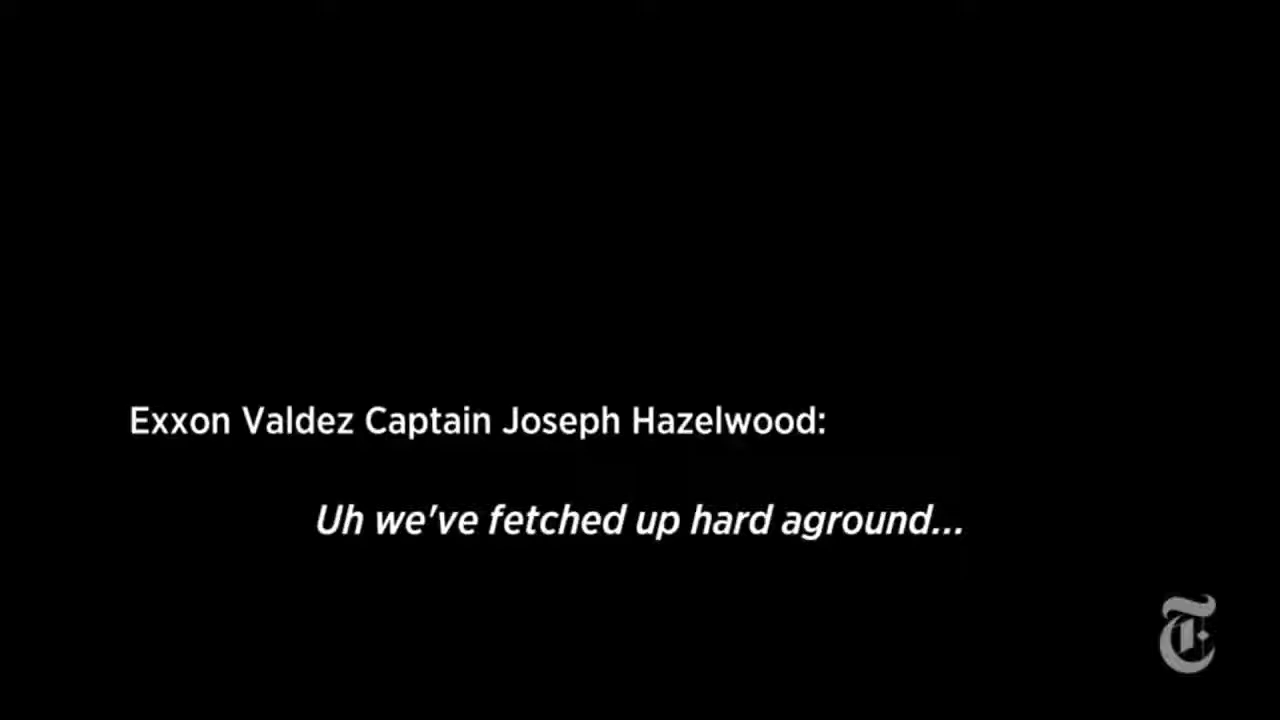 Exxon Valdez Captain Joseph Hazelwood:
Uh we've fetched up hard aground...
T